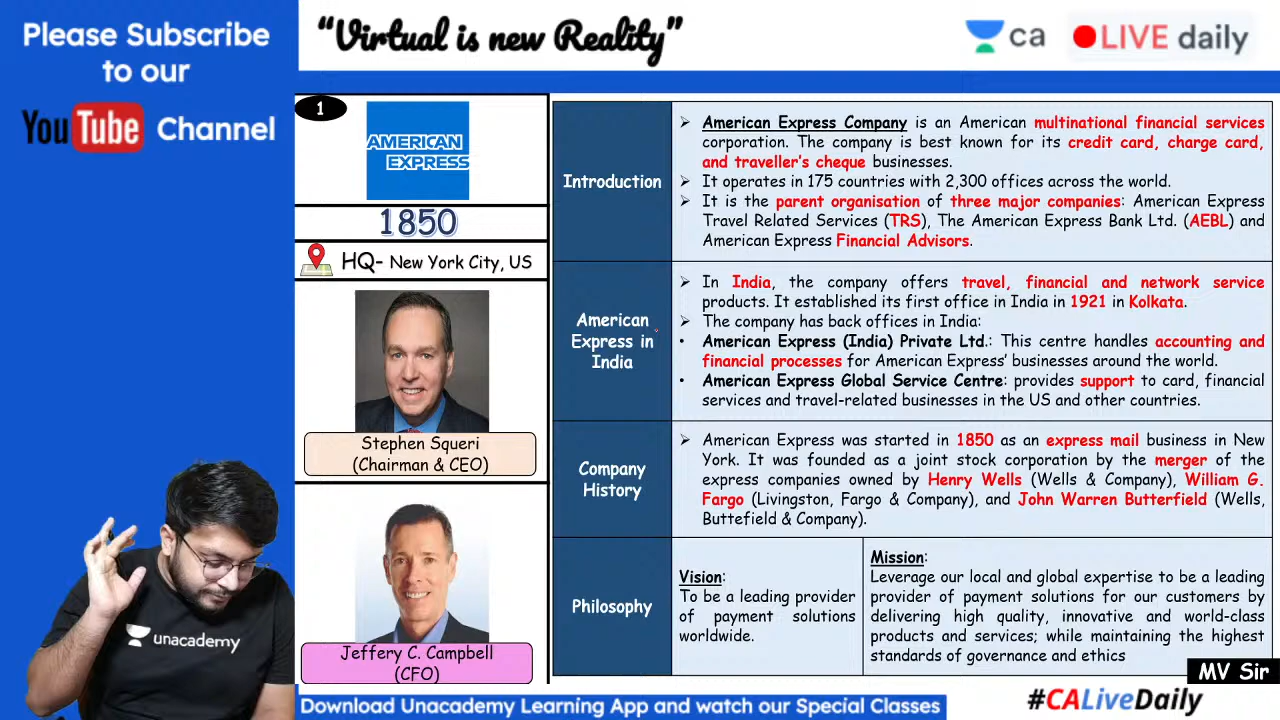 Please Subscribe
to our
YouTube Channel
“Virtual is new Reality”
ca
LIVE daily
1
AMERICAN
EXPRESS
1850
HQ- New York City, US
Stephen Squeri
(Chairman & CEO)
Jeffery C. Campbell
(CFO)
Introduction
➢ American Express Company is an American multinational financial services
corporation. The company is best known for its credit card, charge card,
and traveller’s cheque businesses.
➢ It operates in 175 countries with 2,300 offices across the world.
➢ It is the parent organisation of three major companies: American Express
Travel Related Services (TRS), The American Express Bank Ltd. (AEBL) and
American Express Financial Advisors.
American
Express in
India
➢ In India, the company offers travel, financial and network service
products. It established its first office in India in 1921 in Kolkata.
➢ The company has back offices in India:
• American Express (India) Private Ltd.: This centre handles accounting and
financial processes for American Express’ businesses around the world.
• American Express Global Service Centre: provides support to card, financial
services and travel-related businesses in the US and other countries.
Company
History
➢ American Express was started in 1850 as an express mail business in New
York. It was founded as a joint stock corporation by the merger of the
express companies owned by Henry Wells (Wells & Company), William G.
Fargo (Livingston, Fargo & Company), and John Warren Butterfield (Wells,
Buttefield & Company).
Philosophy
Vision:
To be a leading provider
of payment solutions
worldwide.
Mission:
Leverage our local and global expertise to be a leading
provider of payment solutions for our customers by
delivering high quality, innovative and world-class
products and services; while maintaining the highest
standards of governance and ethics
unacademy
MV Sir
Download Unacademy Learning App and watch our Special Classes
#CALiveDaily